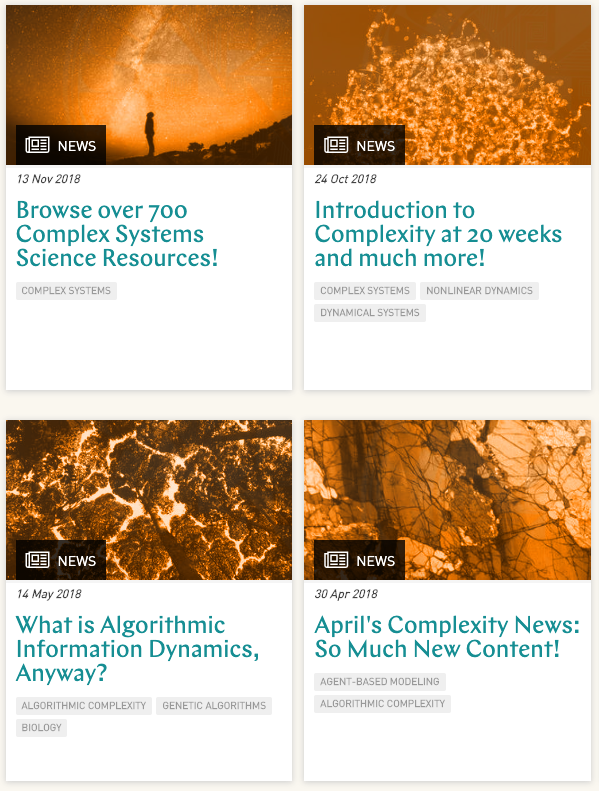 NEWS
13 Nov 2018
Browse over 700
Complex Systems
Science Resources!
COMPLEX SYSTEMS
NEWS
24 Oct 2018
Introduction to
Complexity at 20 weeks
and much more!
COMPLEX SYSTEMS NONLINEAR DYNAMICS
DYNAMICAL SYSTEMS
NEWS
14 May 2018
What is Algorithmic
Information Dynamics,
Anyway?
ALGORITHMIC COMPLEXITY GENETIC ALGORITHMS
BIOLOGY
NEWS
30 Apr 2018
April's Complexity News:
So Much New Content!
AGENT-BASED MODELING
ALGORITHMIC COMPLEXITY